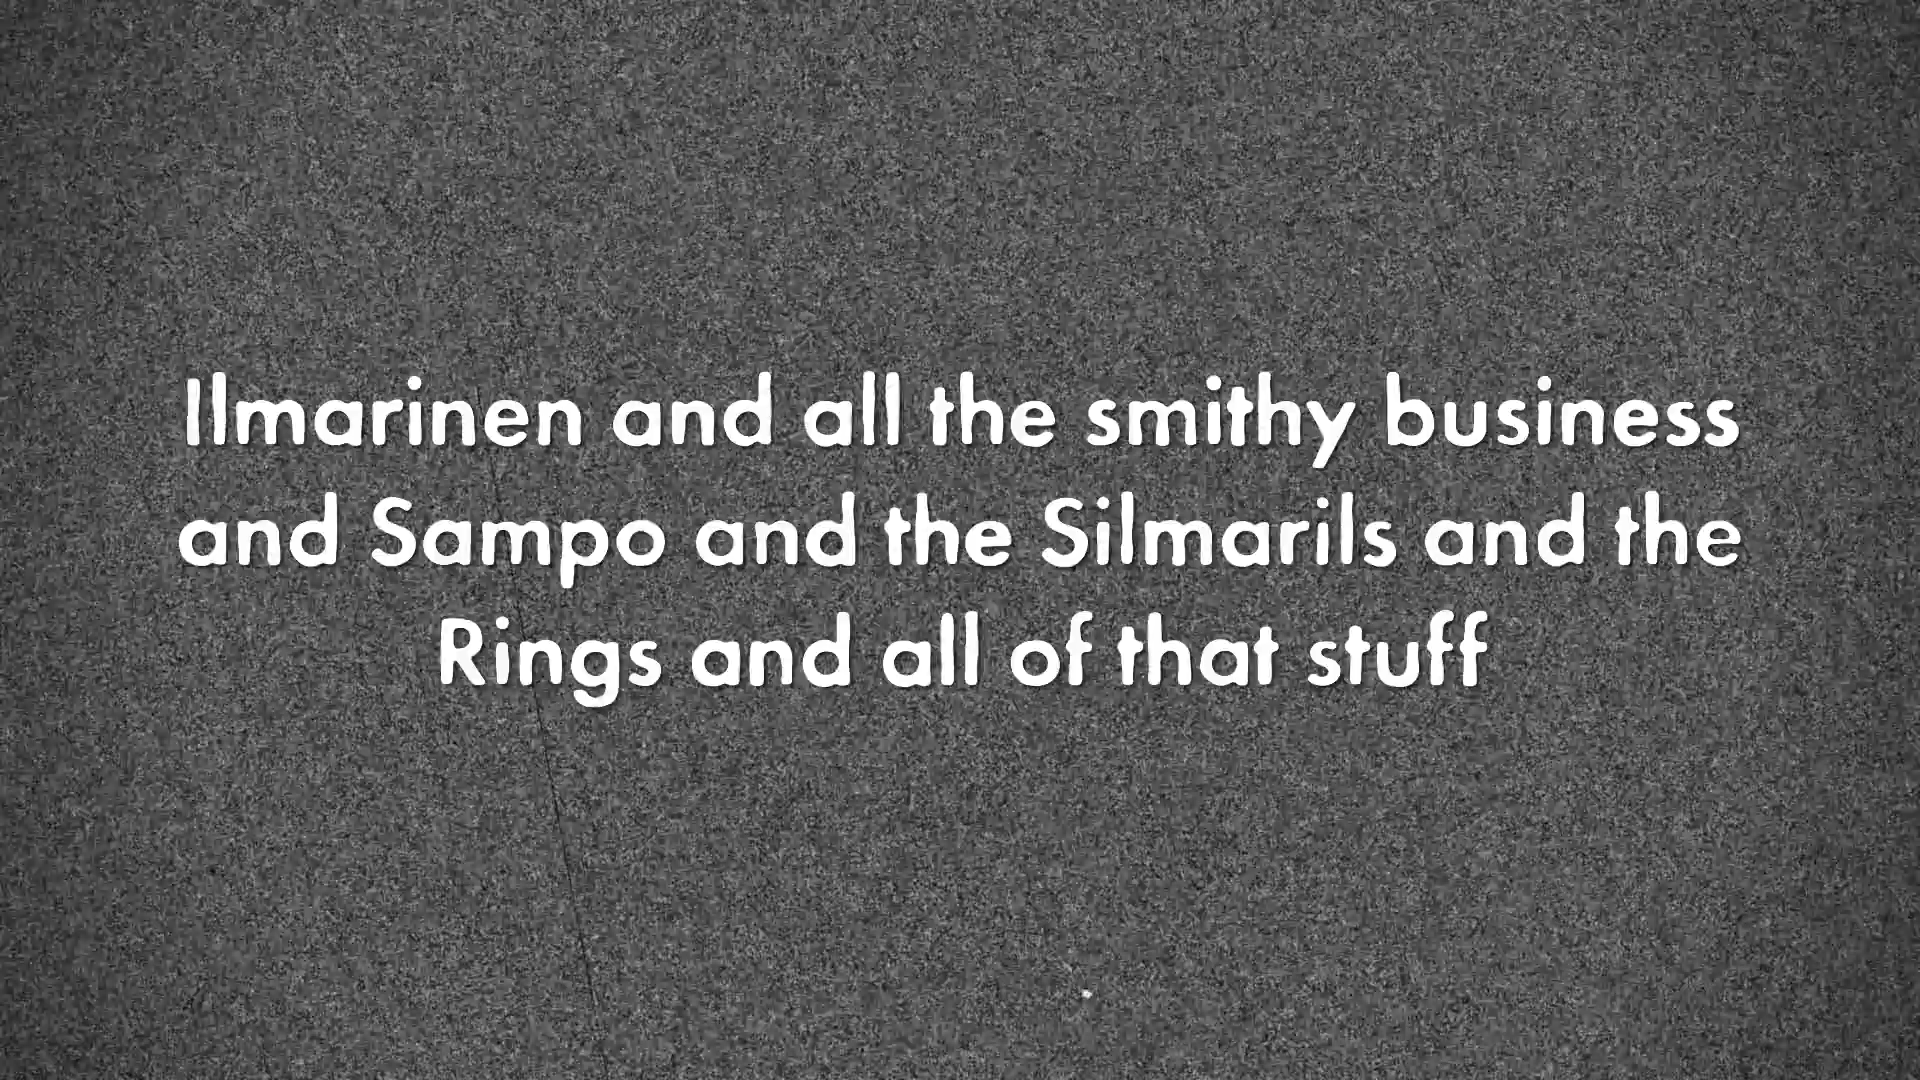 Ilmarinen and all the smithy business
and Sampo and the Silmarils and the
Rings and all of that stuff